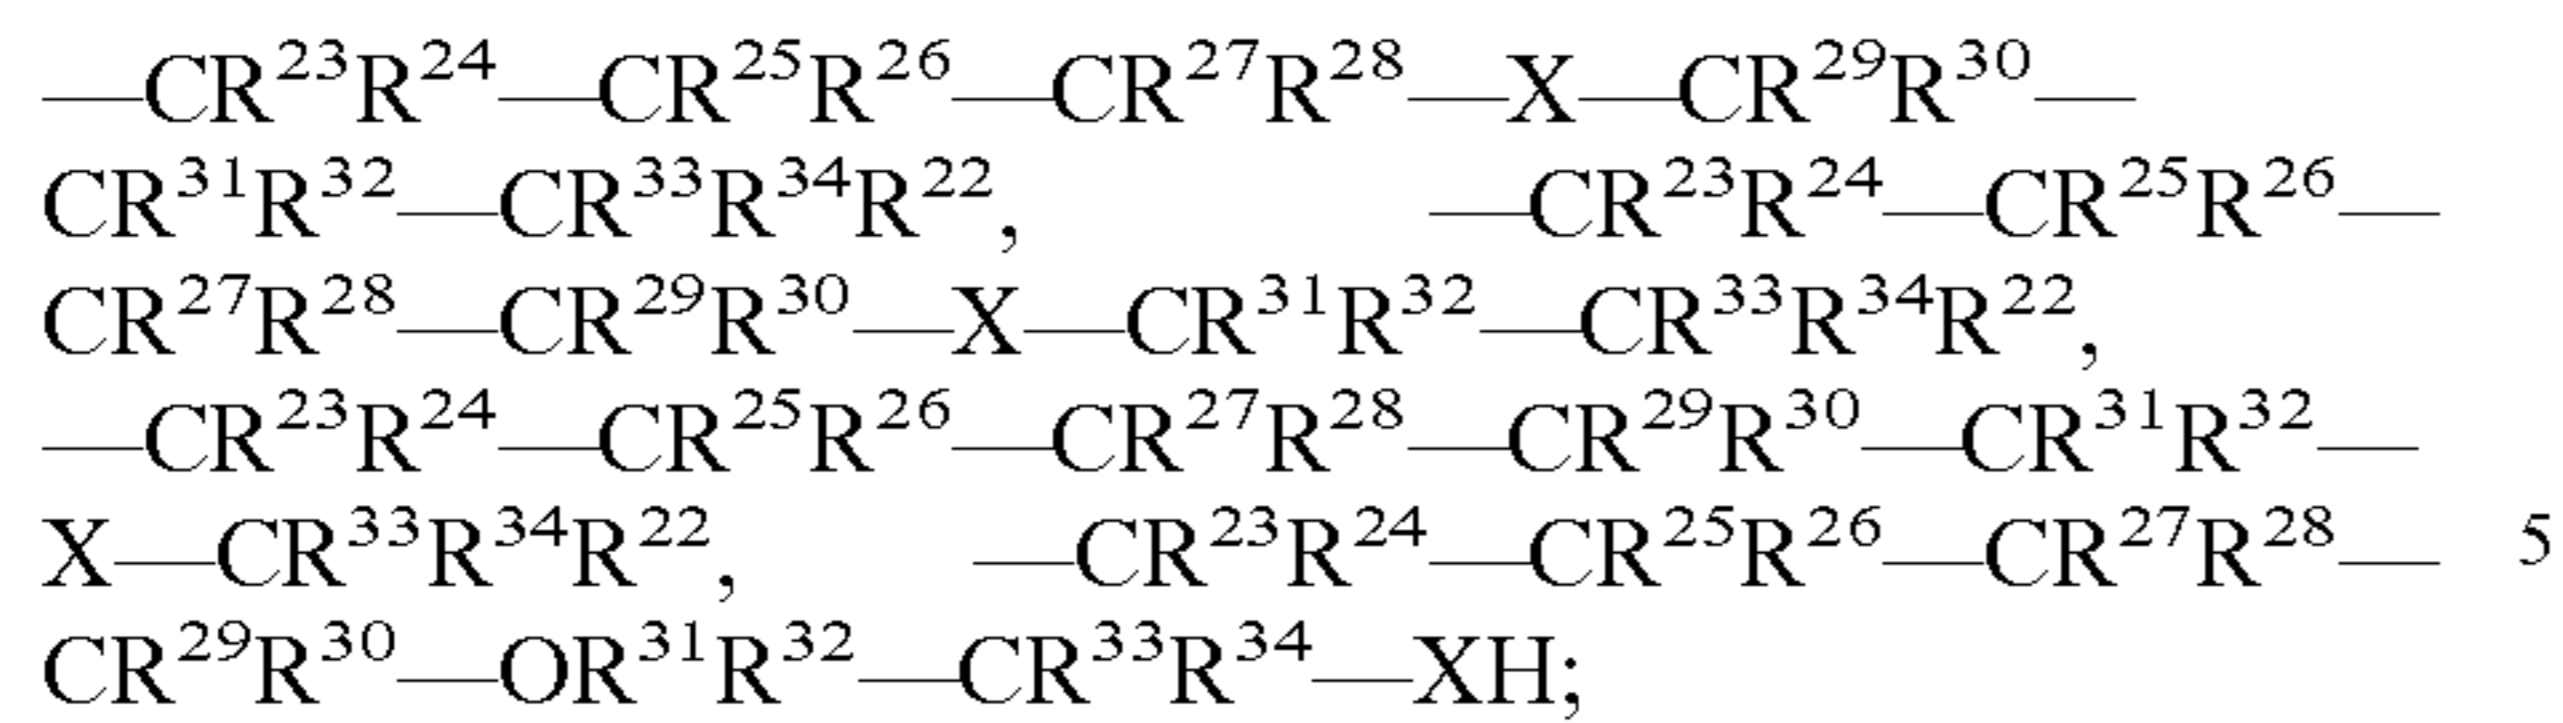 —CR²³R²⁴—CR²⁵R²⁶—CR²⁷R²⁸—X—CR²⁹R³⁰—
CR³¹R³²—CR³³R³⁴R²², —CR²³R²⁴—CR²⁵R²⁶—
CR²⁷R²⁸—CR²⁹R³⁰—X—CR³¹R³²—CR³³R³⁴R²²,
—CR²³R²⁴—CR²⁵R²⁶—CR²⁷R²⁸—CR²⁹R³⁰—CR³¹R³²—
X—CR³³R³⁴R²², —CR²³R²⁴—CR²⁵R²⁶—CR²⁷R²⁸— 5
CR²⁹R³⁰—OR³¹R³²—CR³³R³⁴—XH;